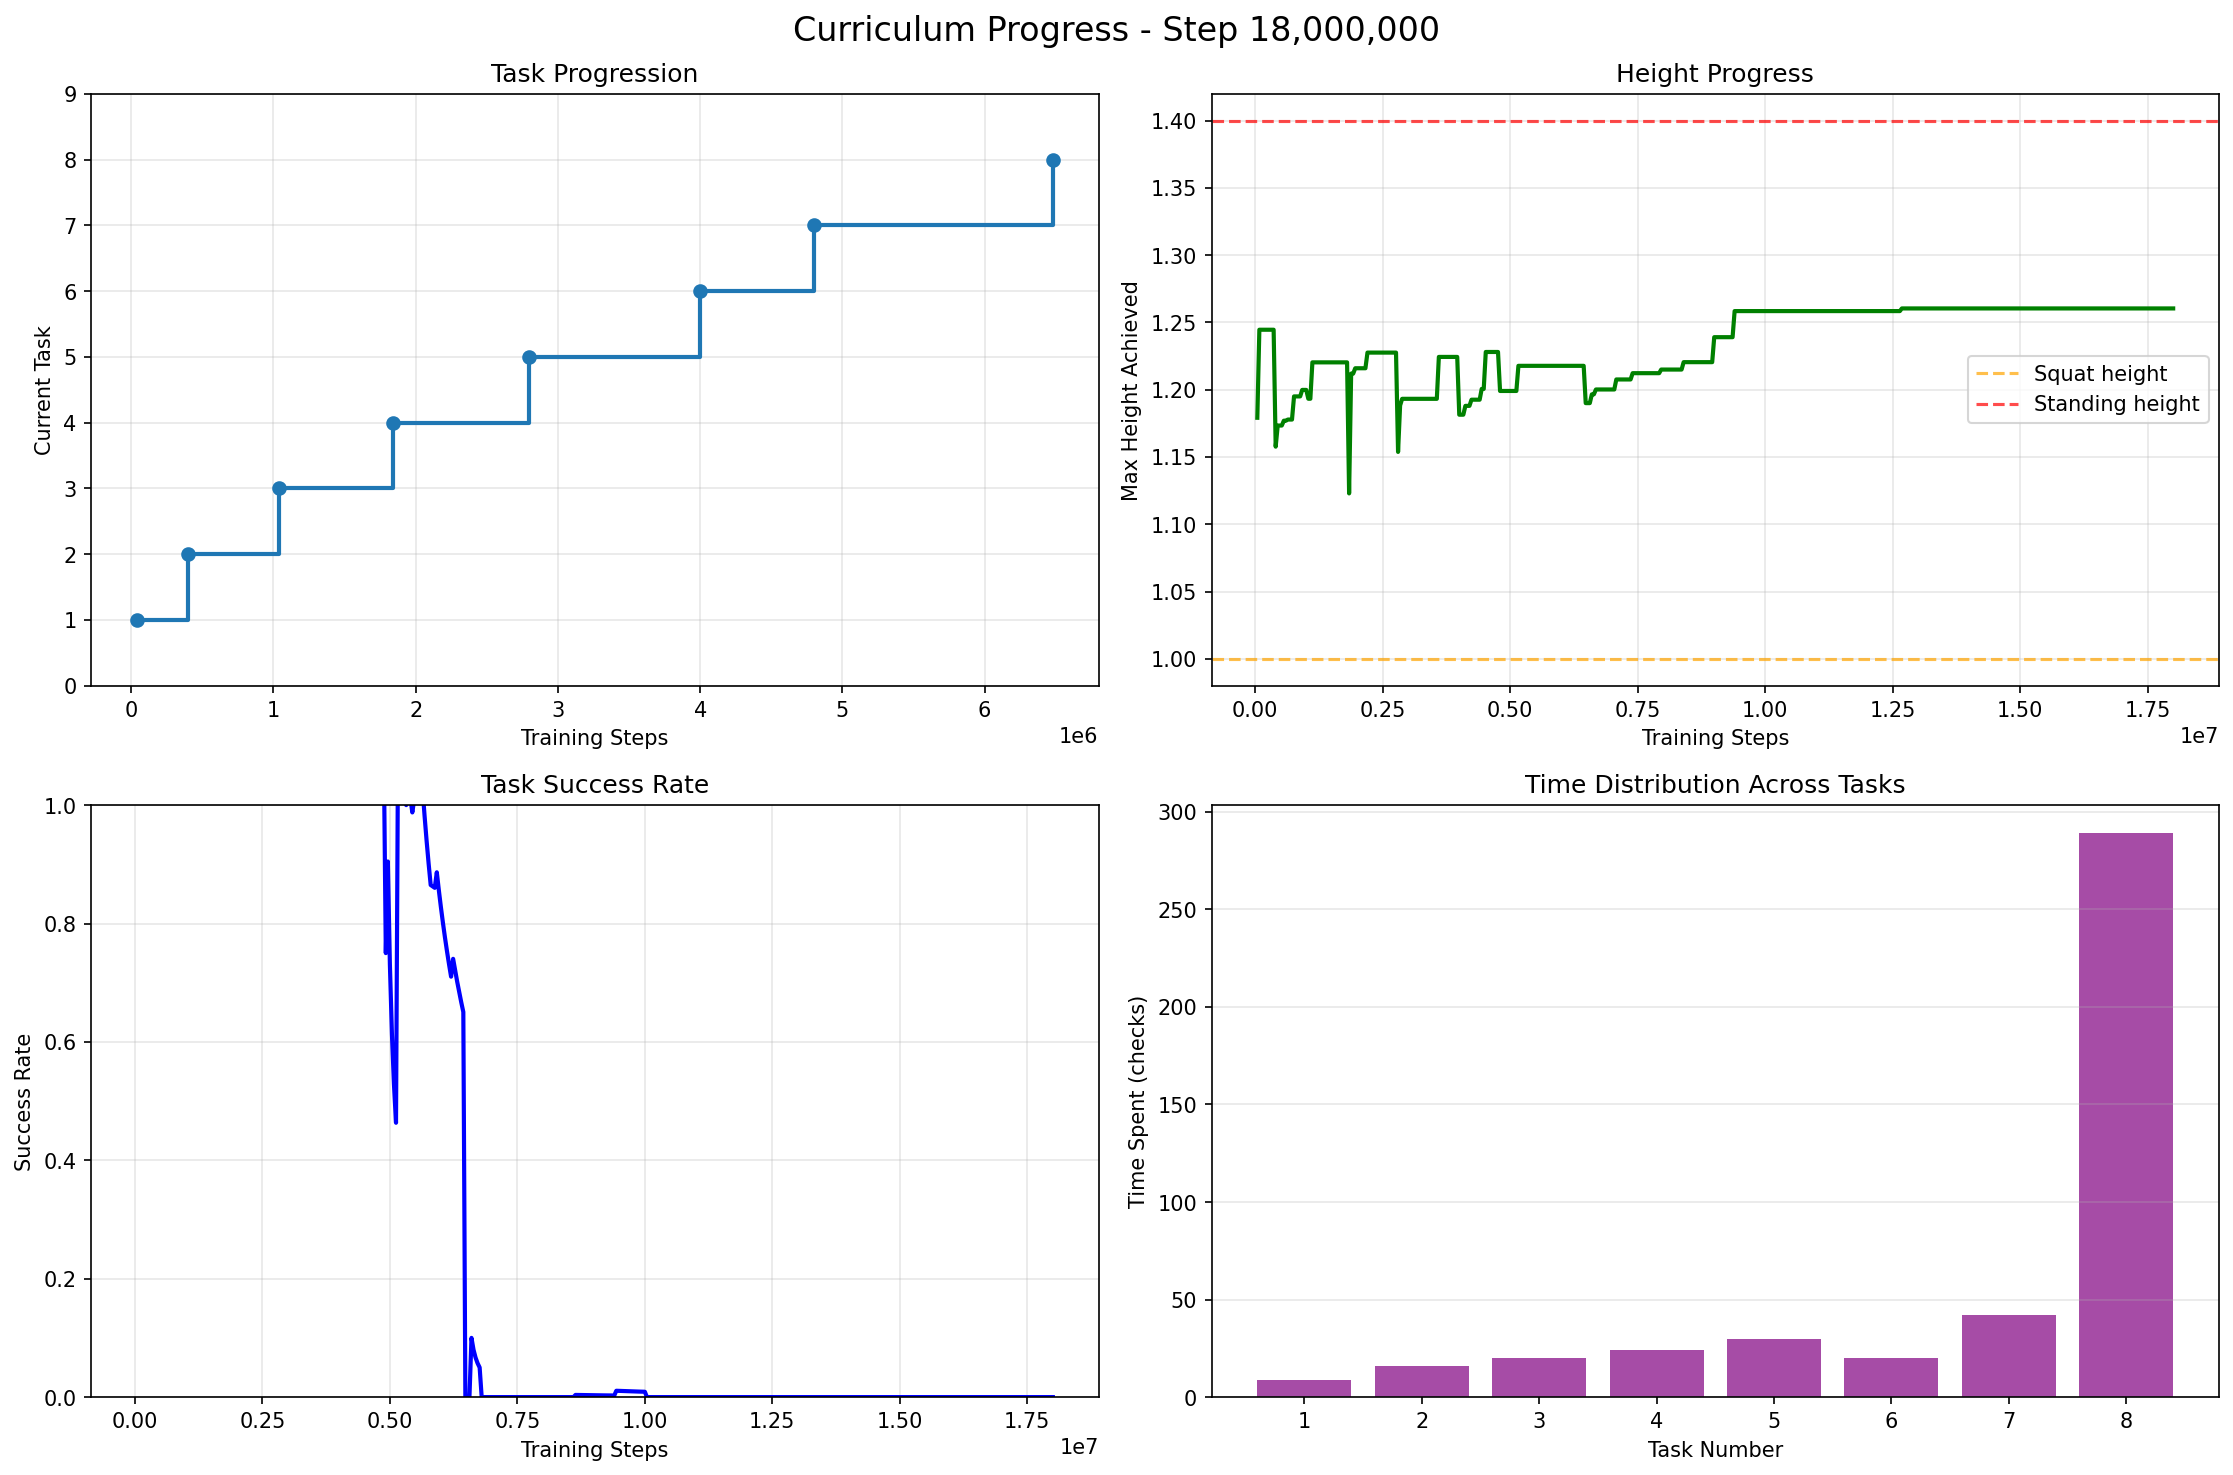 Curriculum Progress - Step 18,000,000
Task Progression
9
8
7
6
5
4
3
2
1
0
Current Task
0 1 2 3 4 5 6
1e6
Training Steps
Height Progress
1.40
1.35
1.30
1.25
1.20
1.15
1.10
1.05
1.00
Max Height Achieved
Squat height
Standing height
0.00 0.25 0.50 0.75 1.00 1.25 1.50 1.75
1e7
Training Steps
Task Success Rate
1.0
0.8
0.6
0.4
0.2
0.0
Success Rate
0.00 0.25 0.50 0.75 1.00 1.25 1.50 1.75
1e7
Training Steps
Time Distribution Across Tasks
300
250
200
150
100
50
0
Time Spent (checks)
1 2 3 4 5 6 7 8
Task Number